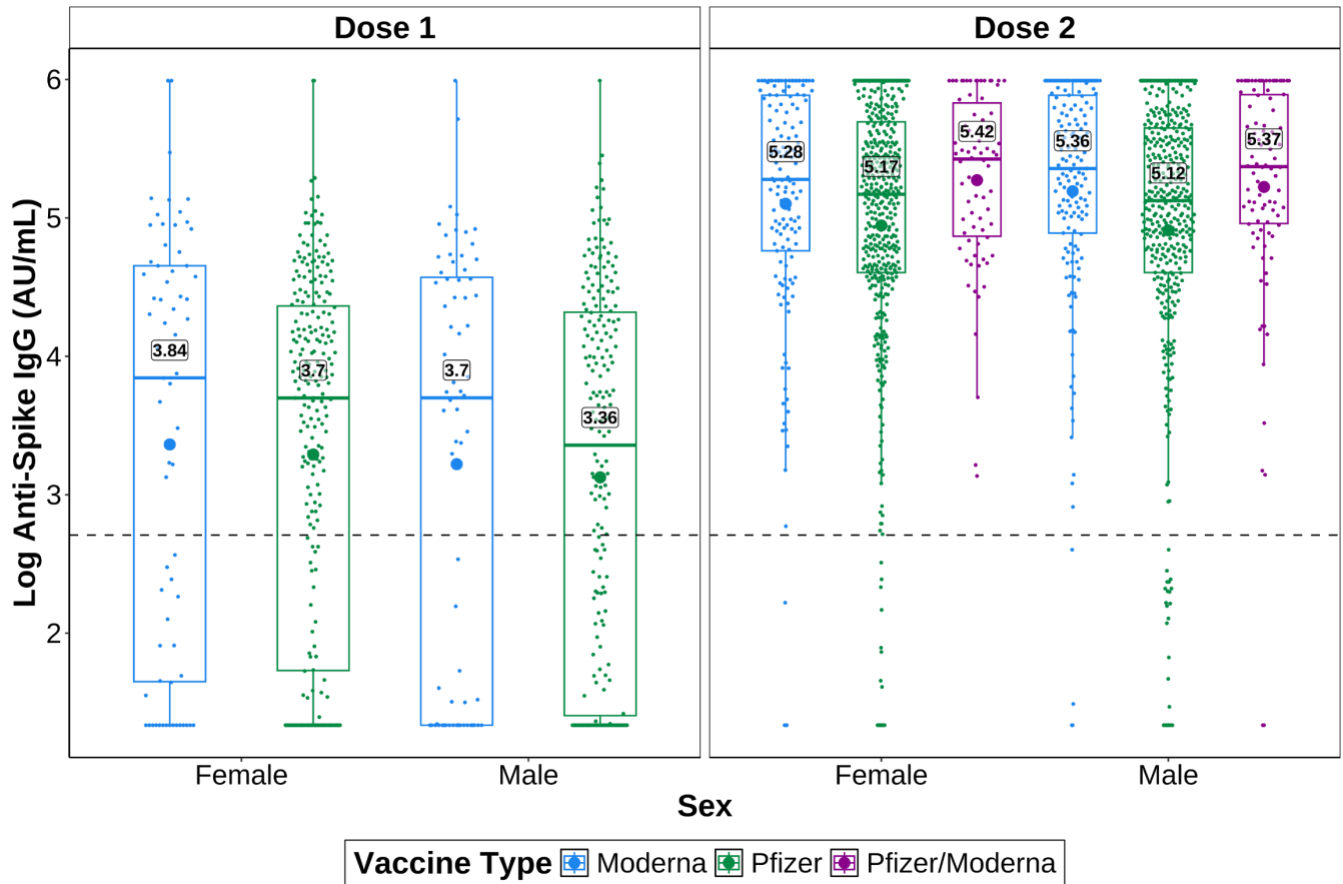 Dose 1
Dose 2
Log Anti-Spike IgG (AU/mL)
6
5
4
3
2
3.84
3.7
3.7
3.36
5.28
5.17
5.42
5.36
5.12
5.37
Female
Male
Female
Male
Sex
Vaccine Type Moderna Pfizer Pfizer/Moderna